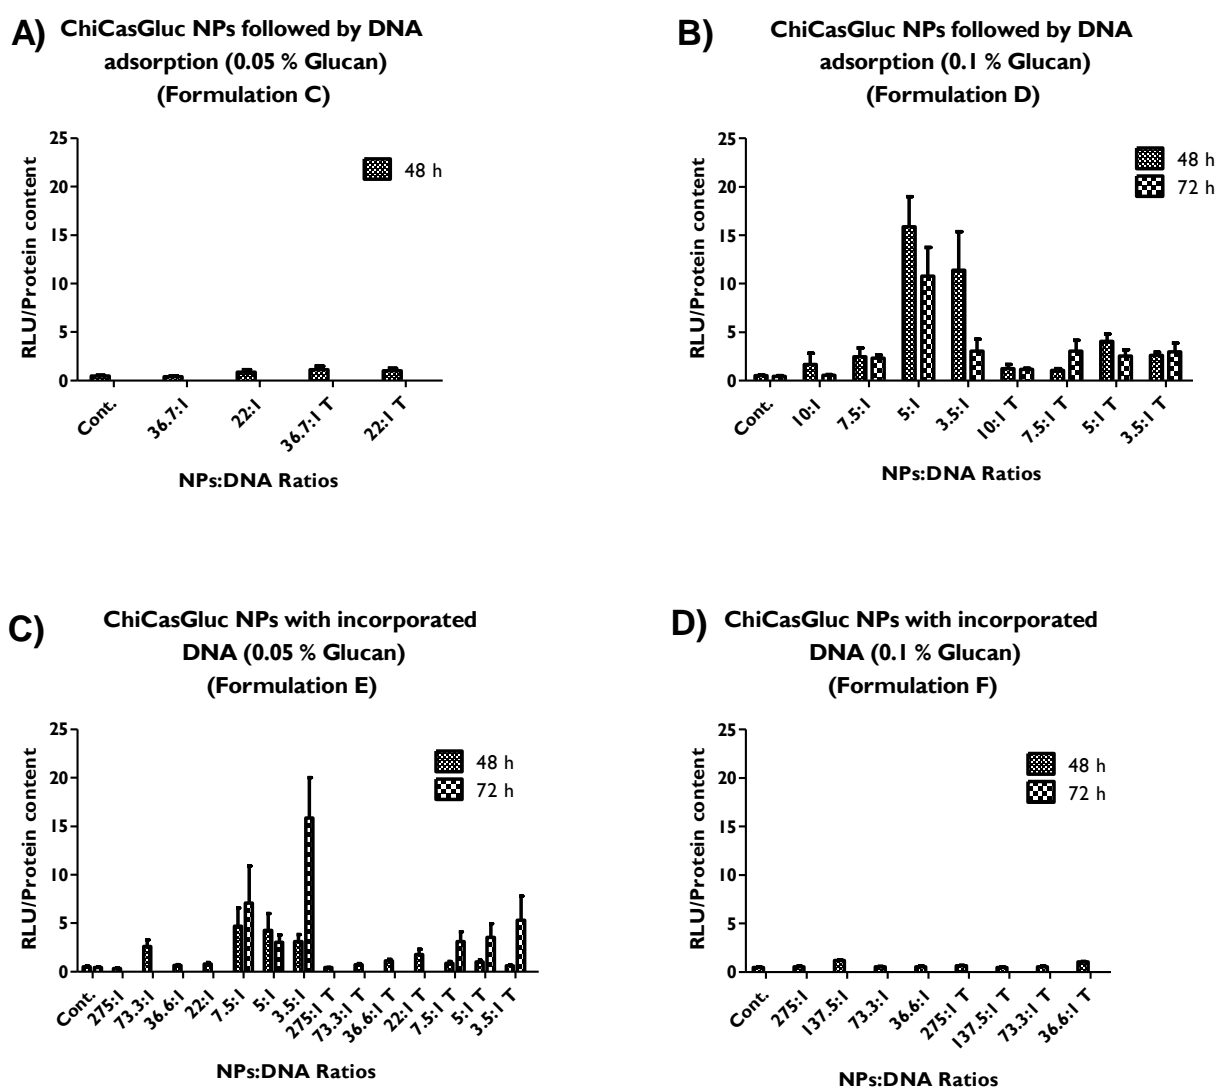 A) ChiCasGluc NPs followed by DNA
adsorption (0.05 % Glucan)
(Formulation C)
25
20
15
10
5
0
RLU/Protein content
48 h
Cont.
36.7:1
22:1
36.7:1 T
22:1 T
NPs:DNA Ratios
B) ChiCasGluc NPs followed by DNA
adsorption (0.1 % Glucan)
(Formulation D)
25
20
15
10
5
0
RLU/Protein content
48 h
72 h
Cont.
10:1
7.5:1
5:1
3.5:1
10:1 T
7.5:1 T
5:1 T
3.5:1 T
NPs:DNA Ratios
C) ChiCasGluc NPs with incorporated
DNA (0.05 % Glucan)
(Formulation E)
25
20
15
10
5
0
RLU/Protein content
48 h
72 h
Cont.
275:1
73.3:1
36.6:1
22:1
7.5:1
5:1
3.5:1
275:1 T
73.3:1 T
36.6:1 T
22:1 T
7.5:1 T
5:1 T
3.5:1 T
NPs:DNA Ratios
D) ChiCasGluc NPs with incorporated
DNA (0.1 % Glucan)
(Formulation F)
25
20
15
10
5
0
RLU/Protein content
48 h
72 h
Cont.
275:1
137.5:1
73.3:1
36.6:1
275:1 T
137.5:1 T
73.3:1 T
36.6:1 T
NPs:DNA Ratios